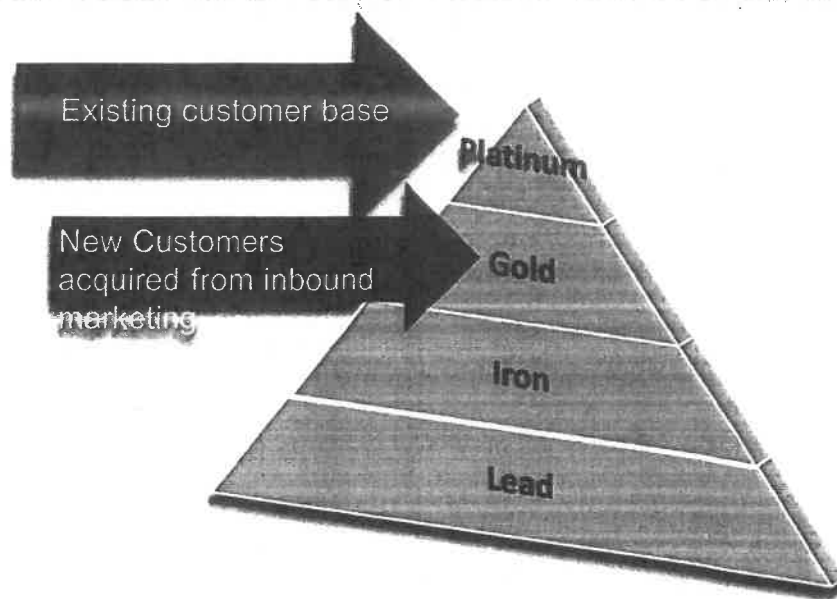 Existing customer base
Platinum
New Customers
acquired from inbound
marketing
Gold
Iron
Lead